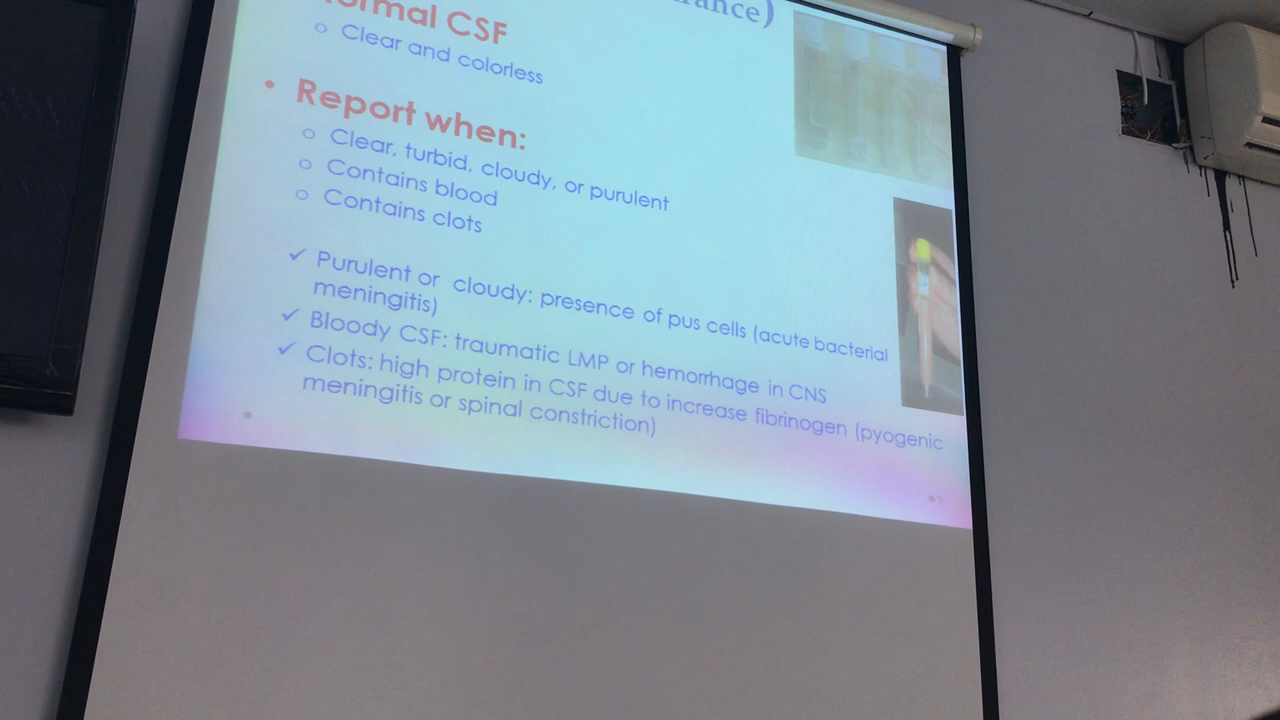 CSF
○ Clear and colorless
• Report when:
○ Clear, turbid, cloudy, or purulent
○ Contains blood
○ Contains clots
✓ Purulent or cloudy: presence of pus cells (acute bacterial
meningitis)
✓ Bloody CSF: traumatic LMP or hemorrhage in CNS
✓ Clots: high protein in CSF due to increase fibrinogen (pyogenic
meningitis or spinal constriction)